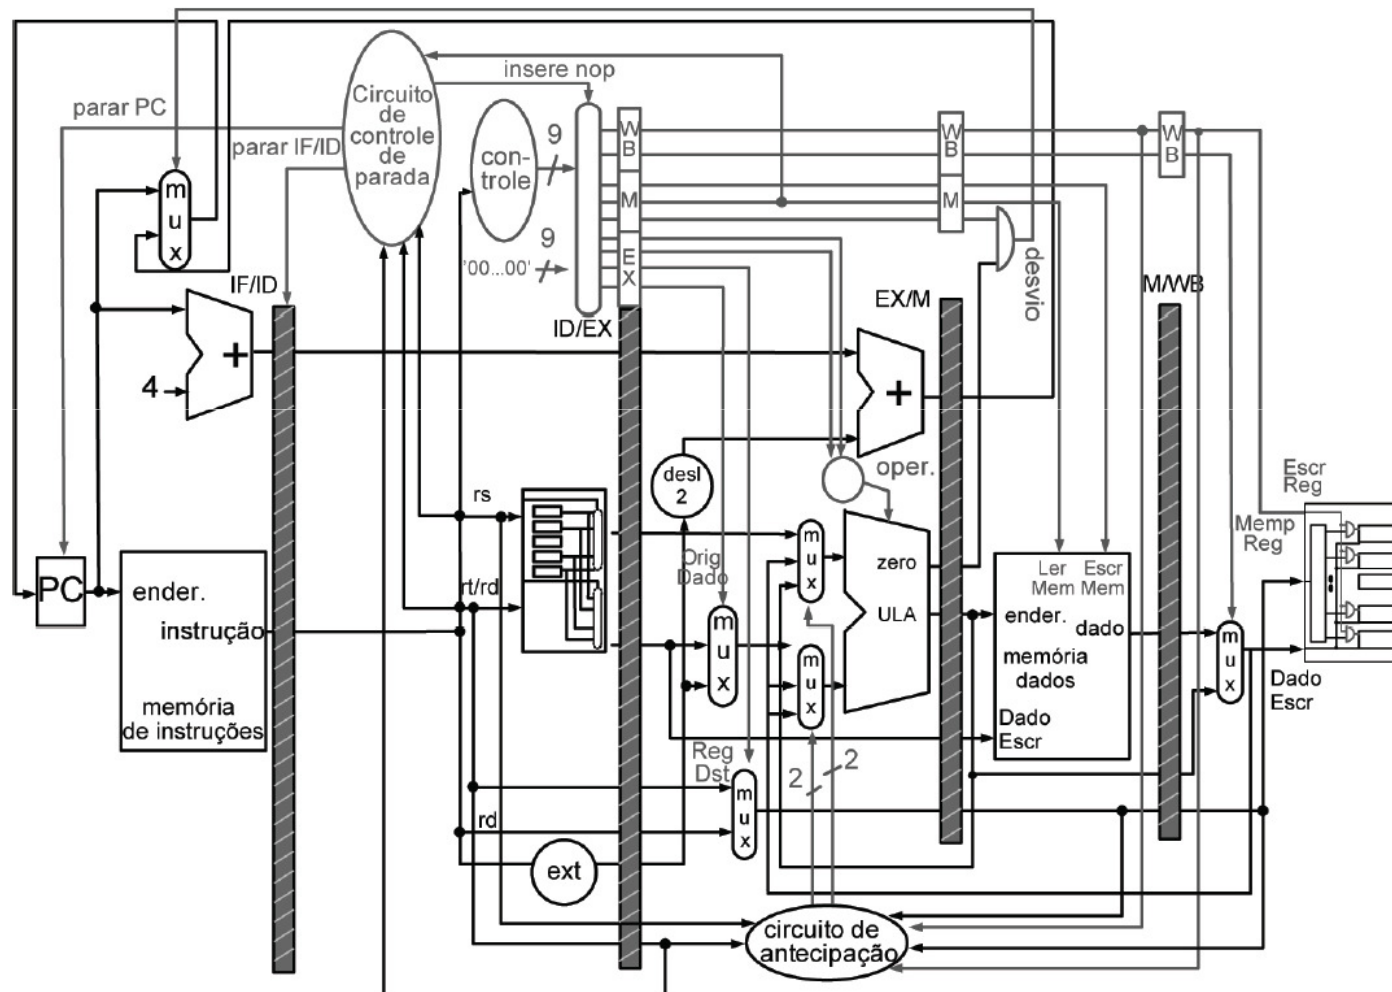 insere nop
Circuito
de
controle
de
parada
parar PC
parar IF/ID
con-
trole
9
9
'00...00'
W
B
M
E
X
W
B
M
W
B
m
u
x
IF/ID
ID/EX
EX/M
M/WB
desvio
+
4
+
desl
2
oper.
rs
rt/rd
rd
Orig
Dado
m
u
x
m
u
x
m
u
x
zero
ULA
PC
ender.
instrução
memória
de instruções
Ler
Mem
Escr
Mem
ender.
dado
memória
dados
Dado
Escr
Escr
Reg
Memp
Reg
m
u
x
Dado
Escr
Reg
Dst
m
u
x
2
2
ext
circuito de
antecipação